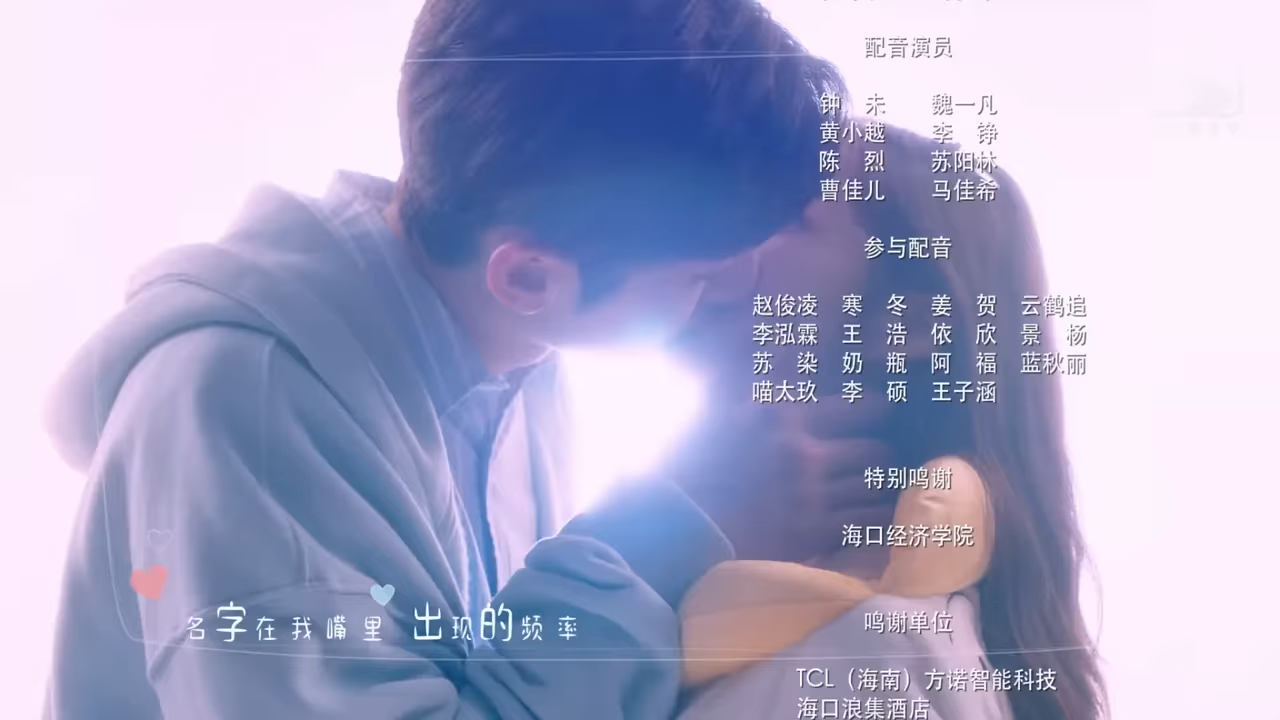 配音演员
钟　未　魏一凡
黄小越　李　铮
陈　烈　苏阳林
曹佳儿　马佳希
参与配音
赵俊凌　寒　冬　姜　贺　云鹤追
李泓霖　王　浩　依　欣　景　杨
苏　染　奶　瓶　阿　福　蓝秋丽
喵太玖　李　硕　王子涵
特别鸣谢
海口经济学院
鸣谢单位
TCL（海南）方诺智能科技
海口浪集酒店
名字在我嘴里 出现的频率